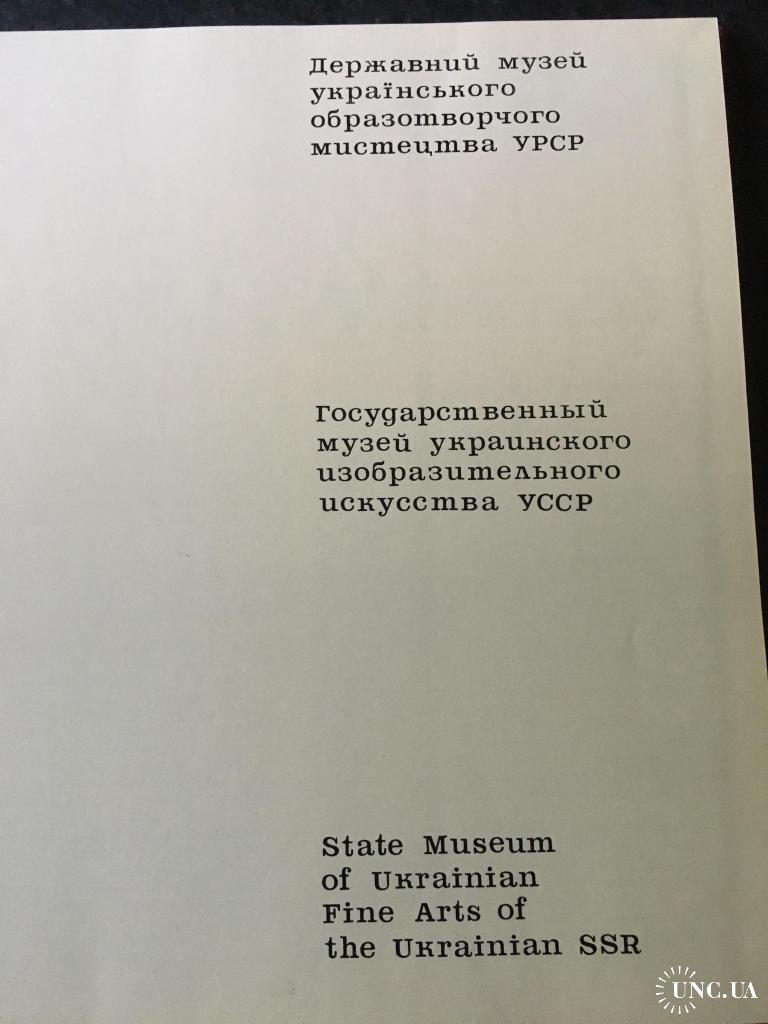 Державний музей
українського
образотворчого
мистецтва УРСР
Государственный
музей украинского
изобразительного
искусства УССР
State Museum
of Ukrainian
Fine Arts of
the Ukrainian SSR
UNC.UA